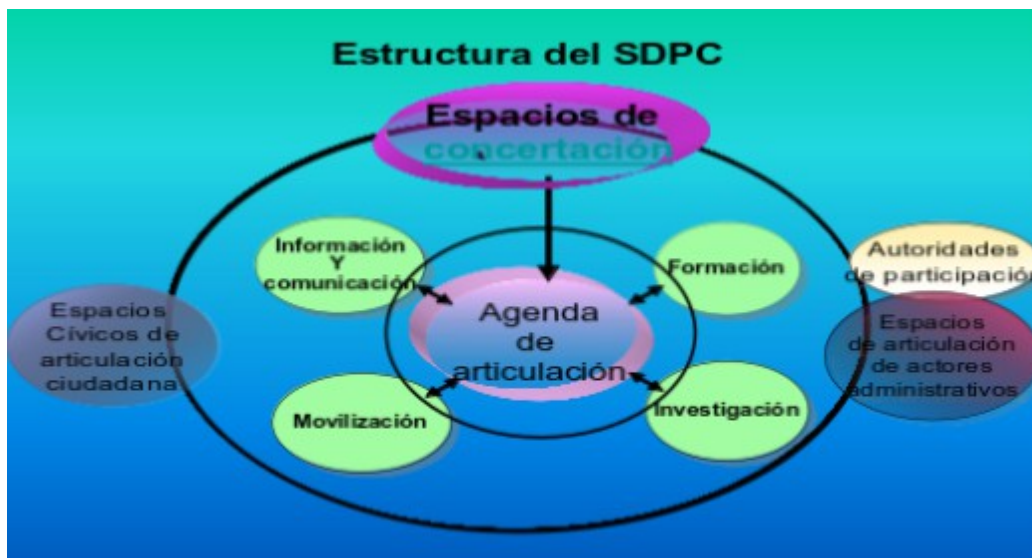 Estructura del SDPC
Espacios de
concertación
Información
Y
comunicación
Formación
Autoridades
de participación
Espacios
Cívicos de
articulación
ciudadana
Agenda
de
articulación
Espacios
de articulación
de actores
administrativos
Movilización
Investigación